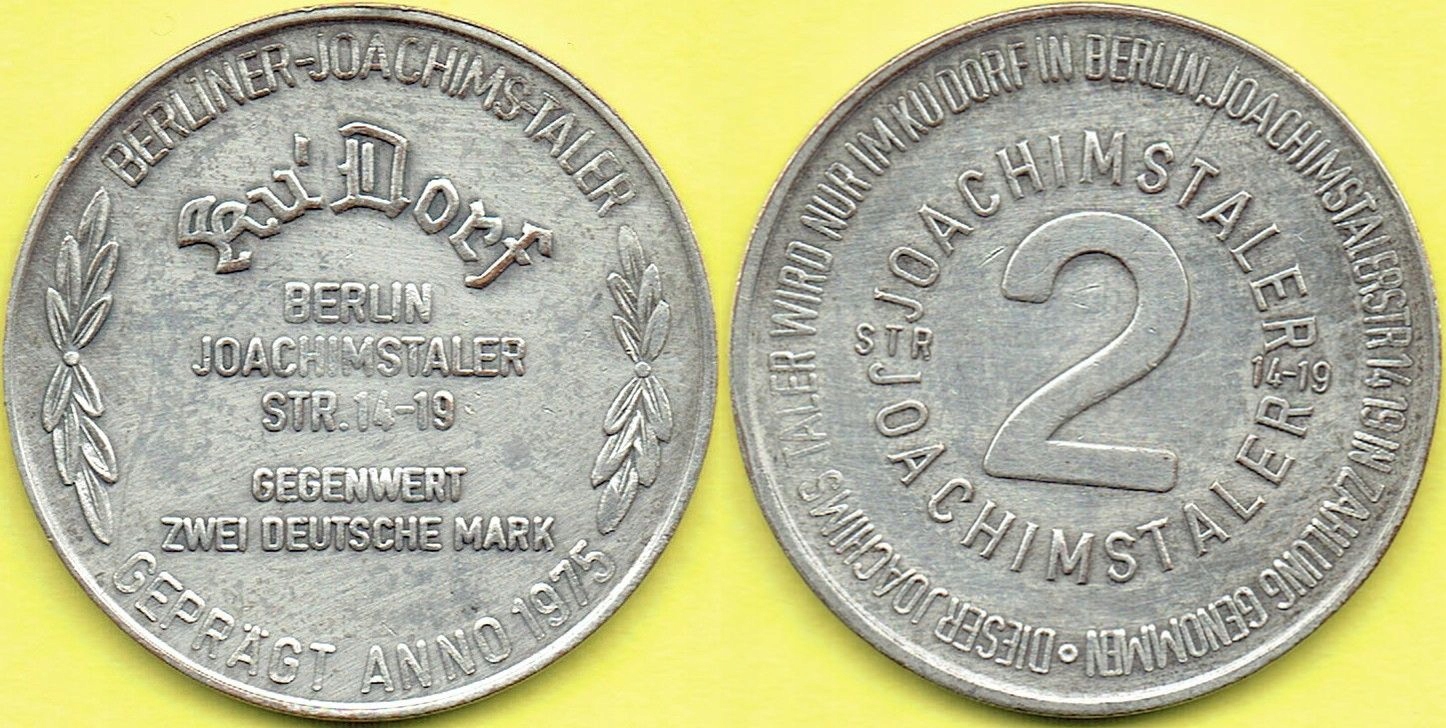 BERLINER-JOACHIMS-TALER
Ku' Dorf
BERLIN
JOACHIMSTALER
STR. 14-19
GEGENWERT
ZWEI DEUTSCHE MARK
GEPRÄGT ANNO 1975
DIESER JOACHIMS TALER WIRD NUR IM KU DORF IN BERLIN, JOACHIMSTALERSTR 14 19 IN ZAHLUNG GENOMMEN
JOACHIMSTALER
STR
2
14-19
JOACHIMSTALER